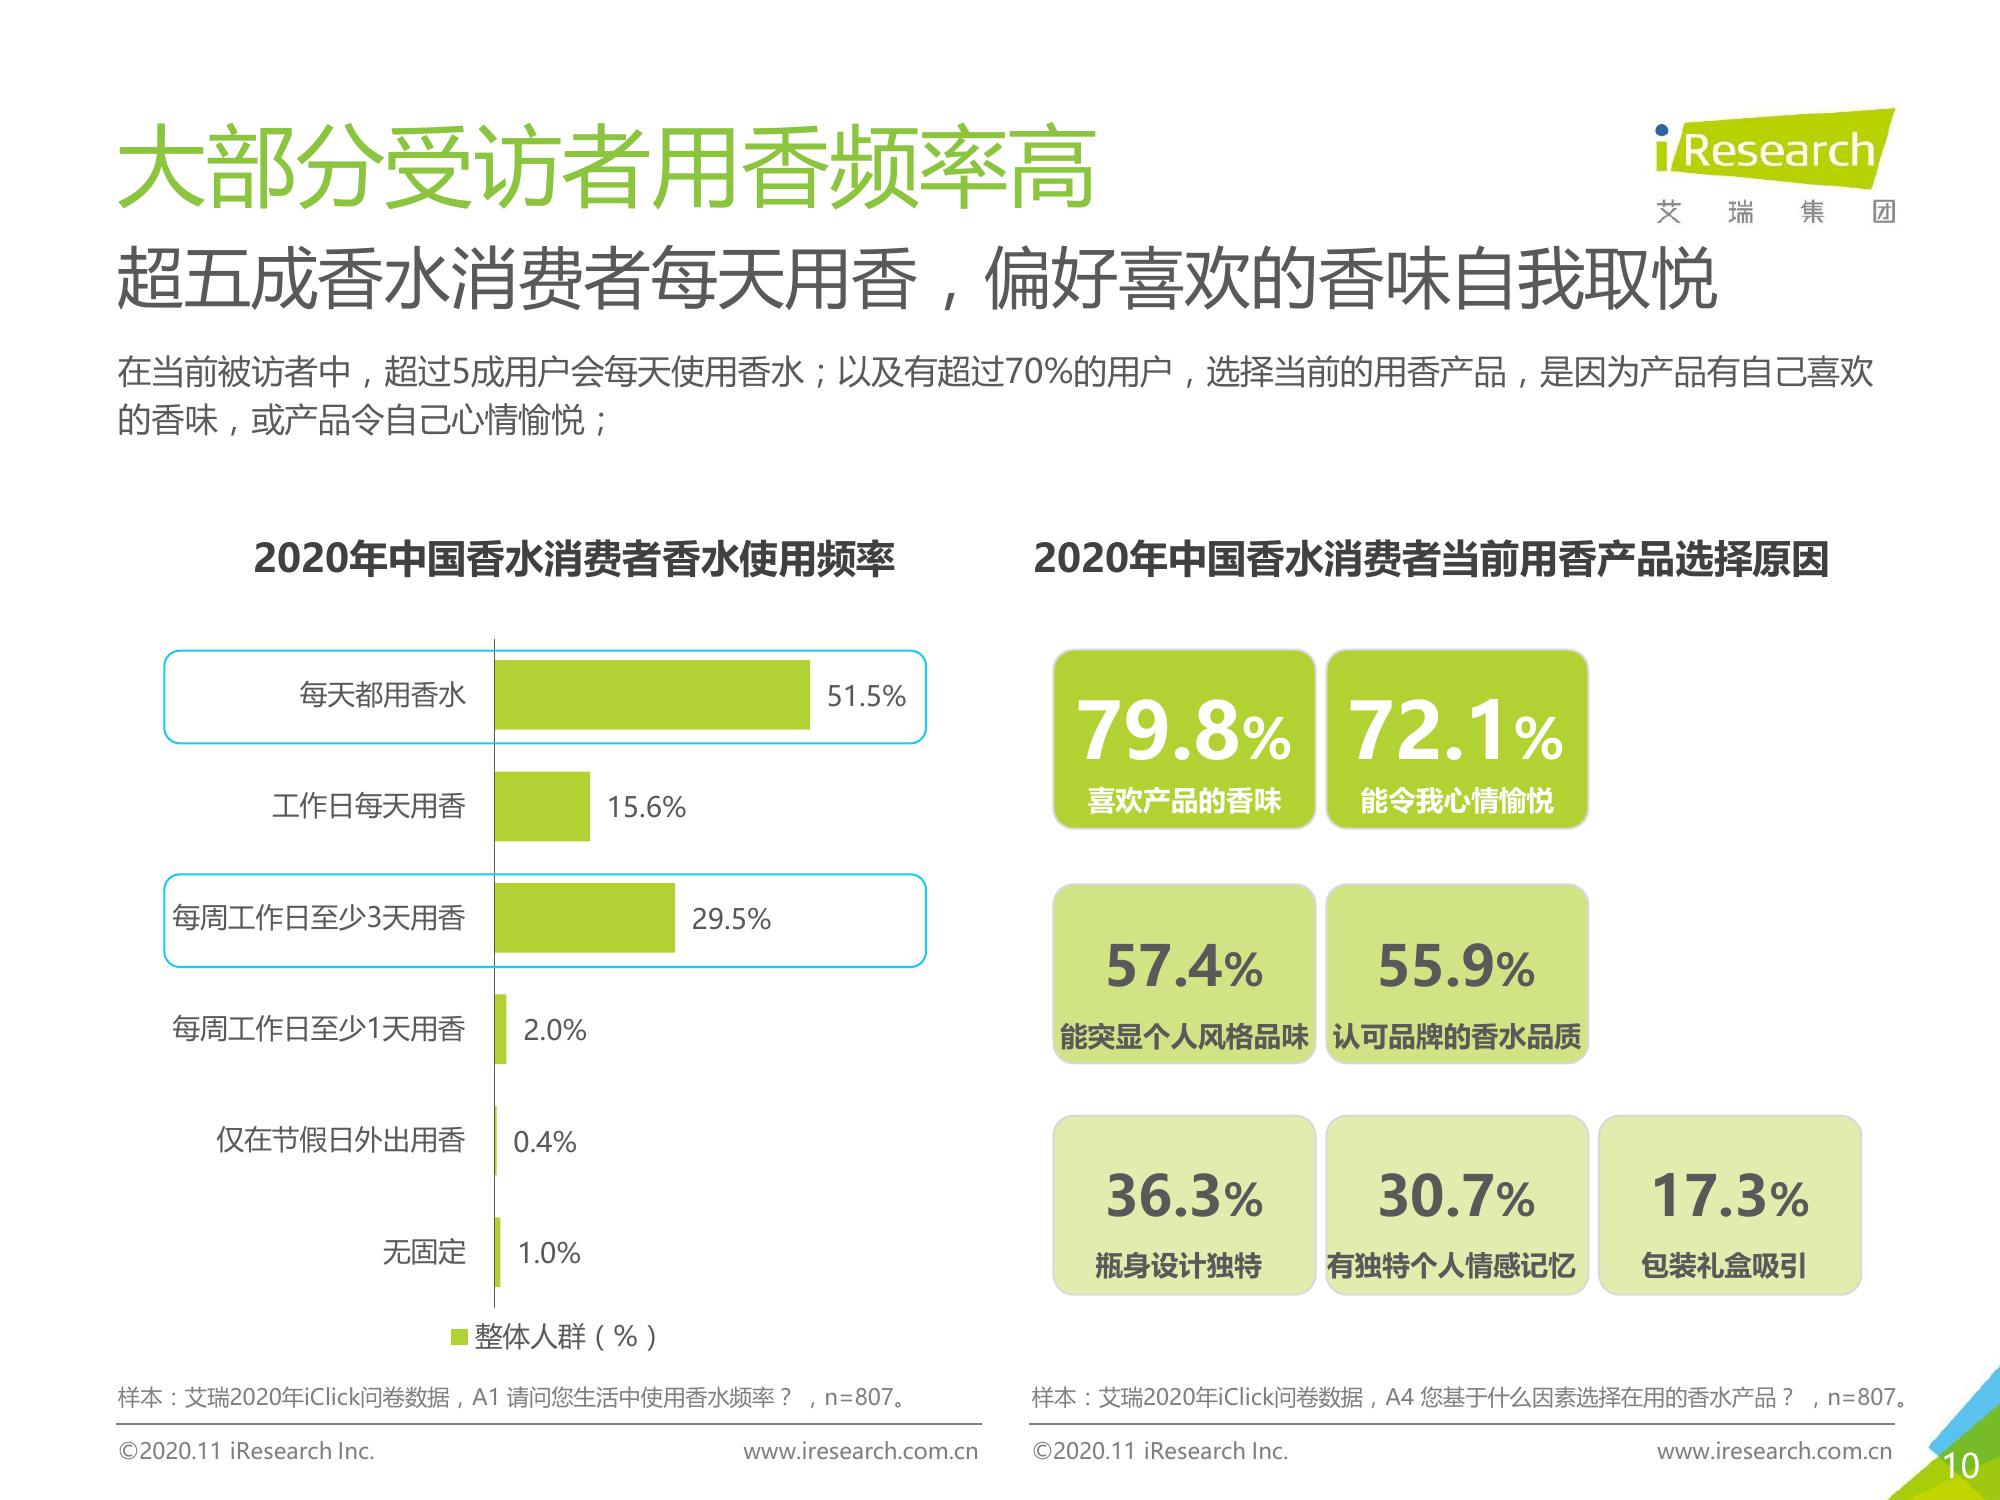 大部分受访者用香频率高
iResearch
艾瑞集团
超五成香水消费者每天用香，偏好喜欢的香味自我取悦
在当前被访者中，超过5成用户会每天使用香水；以及有超过70%的用户，选择当前的用香产品，是因为产品有自己喜欢
的香味，或产品令自己心情愉悦；
2020年中国香水消费者香水使用频率
每天都用香水 51.5%
工作日每天用香 15.6%
每周工作日至少3天用香 29.5%
每周工作日至少1天用香 2.0%
仅在节假日外出用香 0.4%
无固定 1.0%
整体人群（%）
样本：艾瑞2020年iClick问卷数据，A1 请问您生活中使用香水频率？ ，n=807。
©2020.11 iResearch Inc. www.iresearch.com.cn
2020年中国香水消费者当前用香产品选择原因
79.8% 72.1%
喜欢产品的香味 能令我心情愉悦
57.4% 55.9%
能突显个人风格品味 认可品牌的香水品质
36.3% 30.7% 17.3%
瓶身设计独特 有独特个人情感记忆 包装礼盒吸引
样本：艾瑞2020年iClick问卷数据，A4 您基于什么因素选择在用的香水产品？ ，n=807。
©2020.11 iResearch Inc. www.iresearch.com.cn
10